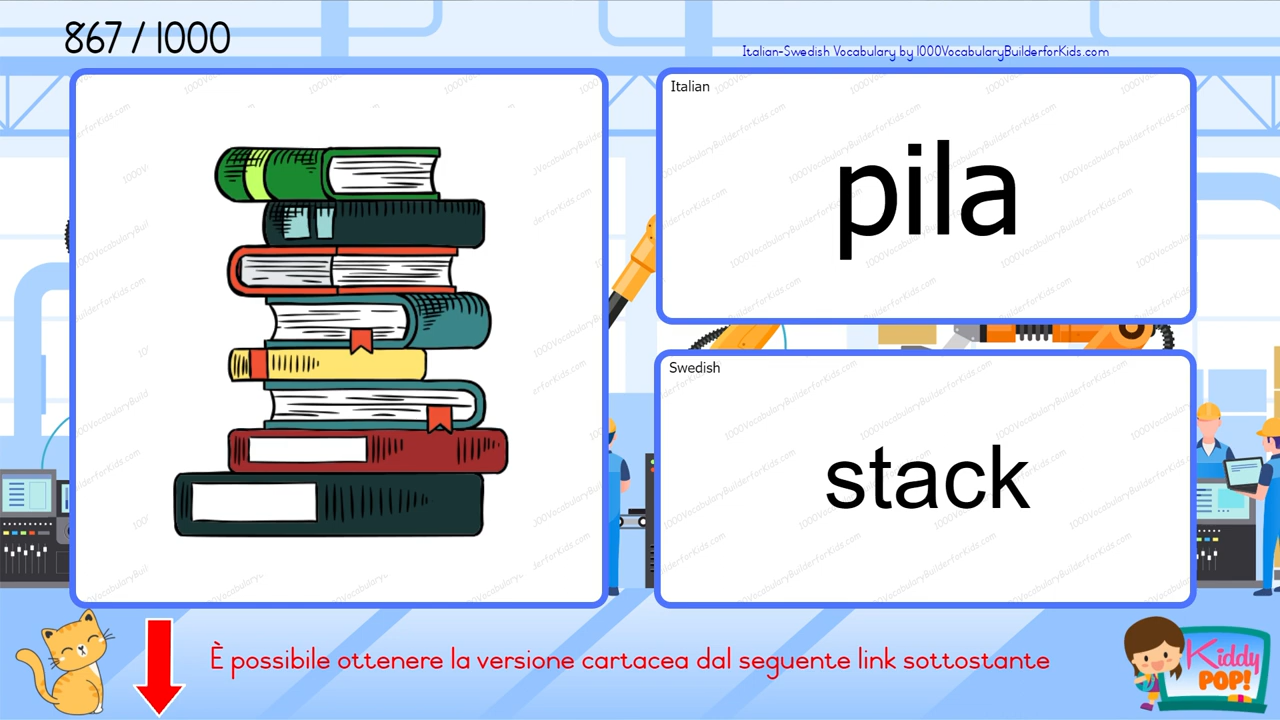 867 / 1000
Italian-Swedish Vocabulary by 1000VocabularyBuilderforKids.com
Italian
pila
Swedish
stack
È possibile ottenere la versione cartacea dal seguente link sottostante
Kiddy
POP!